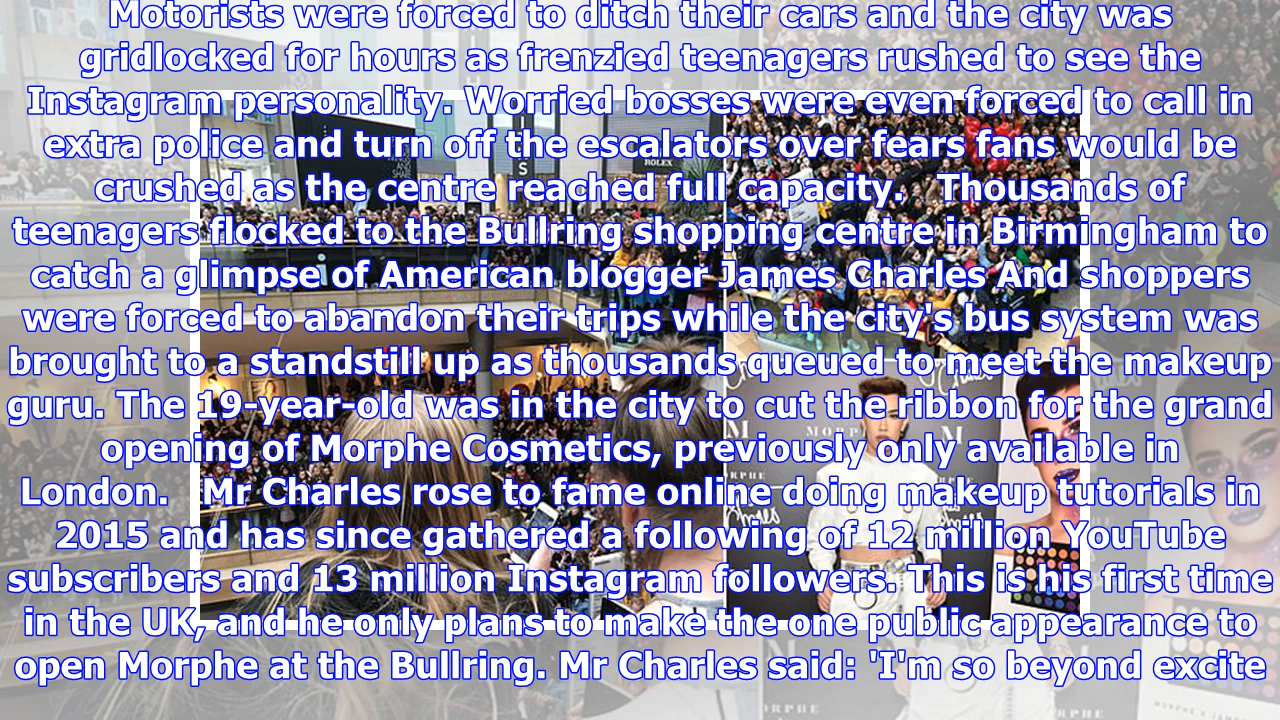 Motorists were forced to ditch their cars and the city was
gridlocked for hours as frenzied teenagers rushed to see the
Instagram personality. Worried bosses were even forced to call in
extra police and turn off the escalators over fears fans would be
crushed as the centre reached full capacity.   Thousands of
teenagers flocked to the Bullring shopping centre in Birmingham to
catch a glimpse of American blogger James Charles And shoppers
were forced to abandon their trips while the city's bus system was
brought to a standstill up as thousands queued to meet the makeup
guru. The 19-year-old was in the city to cut the ribbon for the grand
opening of Morphe Cosmetics, previously only available in
London.   Mr Charles rose to fame online doing makeup tutorials in
2015 and has since gathered a following of 12 million YouTube
subscribers and 13 million Instagram followers. This is his first time
in the UK, and he only plans to make the one public appearance to
open Morphe at the Bullring. Mr Charles said: 'I'm so beyond excite
ROLEX